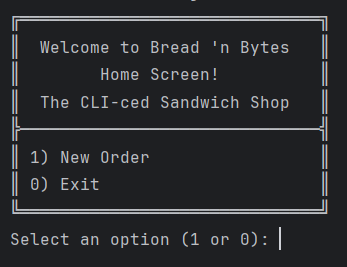 Welcome to Bread 'n Bytes
Home Screen!
The CLI-ced Sandwich Shop
1) New Order
0) Exit
Select an option (1 or 0):